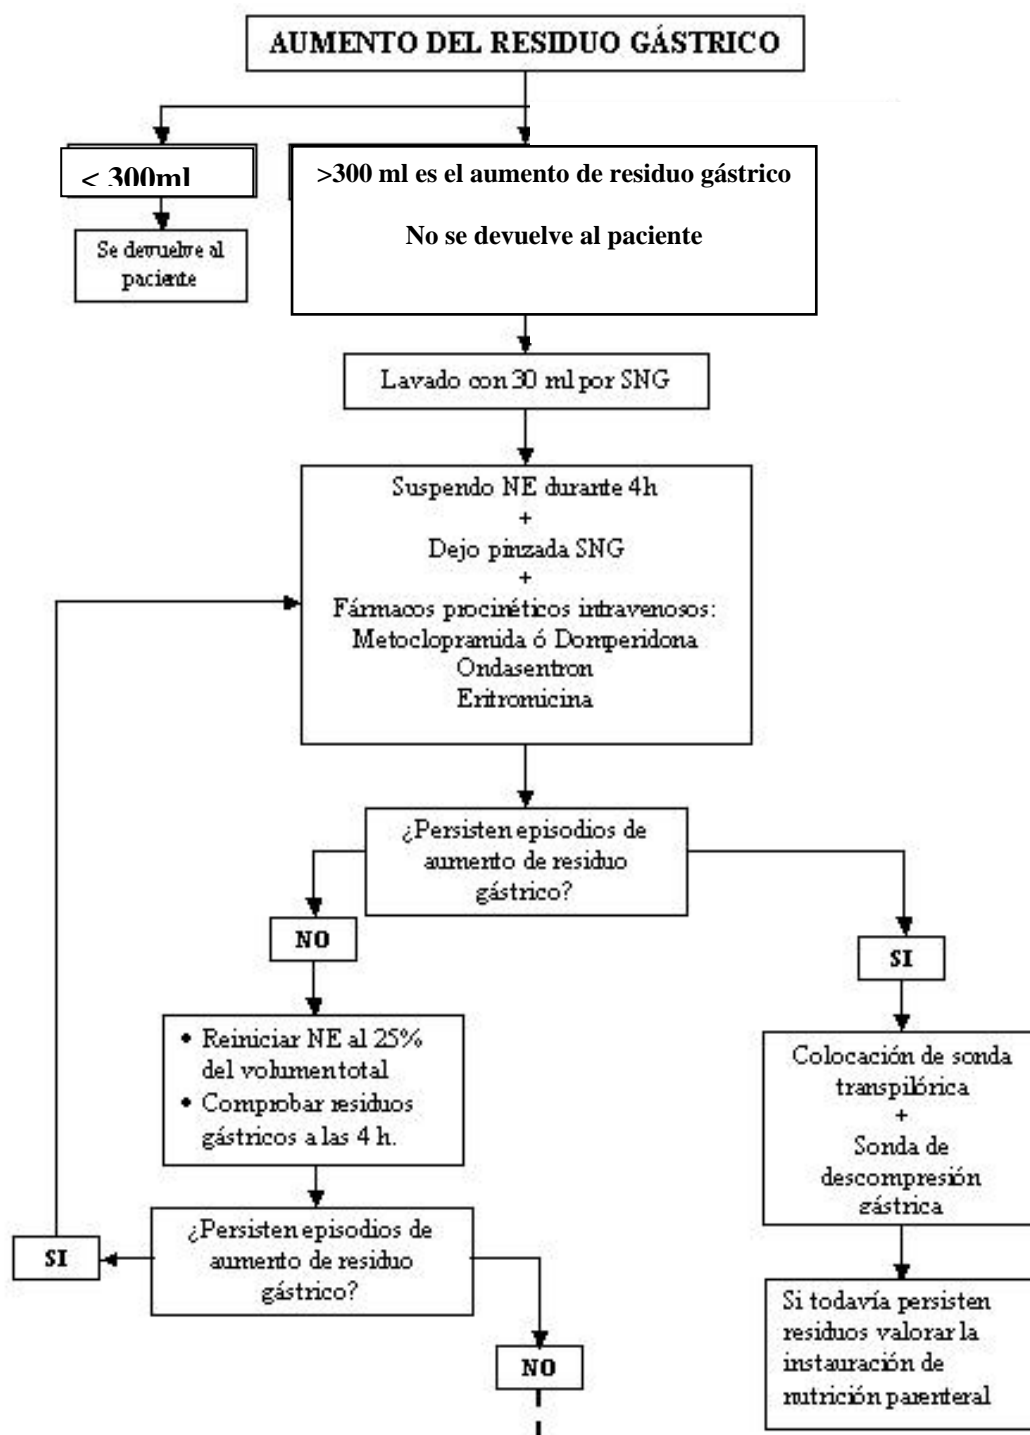 AUMENTO DEL RESIDUO GÁSTRICO
< 300ml
>300 ml es el aumento de residuo gástrico
No se devuelve al paciente
Se devuelve al
paciente
Lavado con 30 ml por SNG
Suspendo NE durante 4h
+
Dejo pinzada SNG
+
Fármacos procinéticos intravenosos:
Metoclopramida ó Domperidona
Ondasentron
Eritromicina
¿Persisten episodios de
aumento de residuo
gástrico?
NO
SI
• Reiniciar NE al 25%
del volumen total
• Comprobar residuos
gástricos a las 4 h.
Colocación de sonda
transpilórica
+
Sonda de
descompresión
gástrica
¿Persisten episodios de
aumento de residuo
gástrico?
SI
NO
Si todavía persisten
residuos valorar la
instauración de
nutrición parenteral